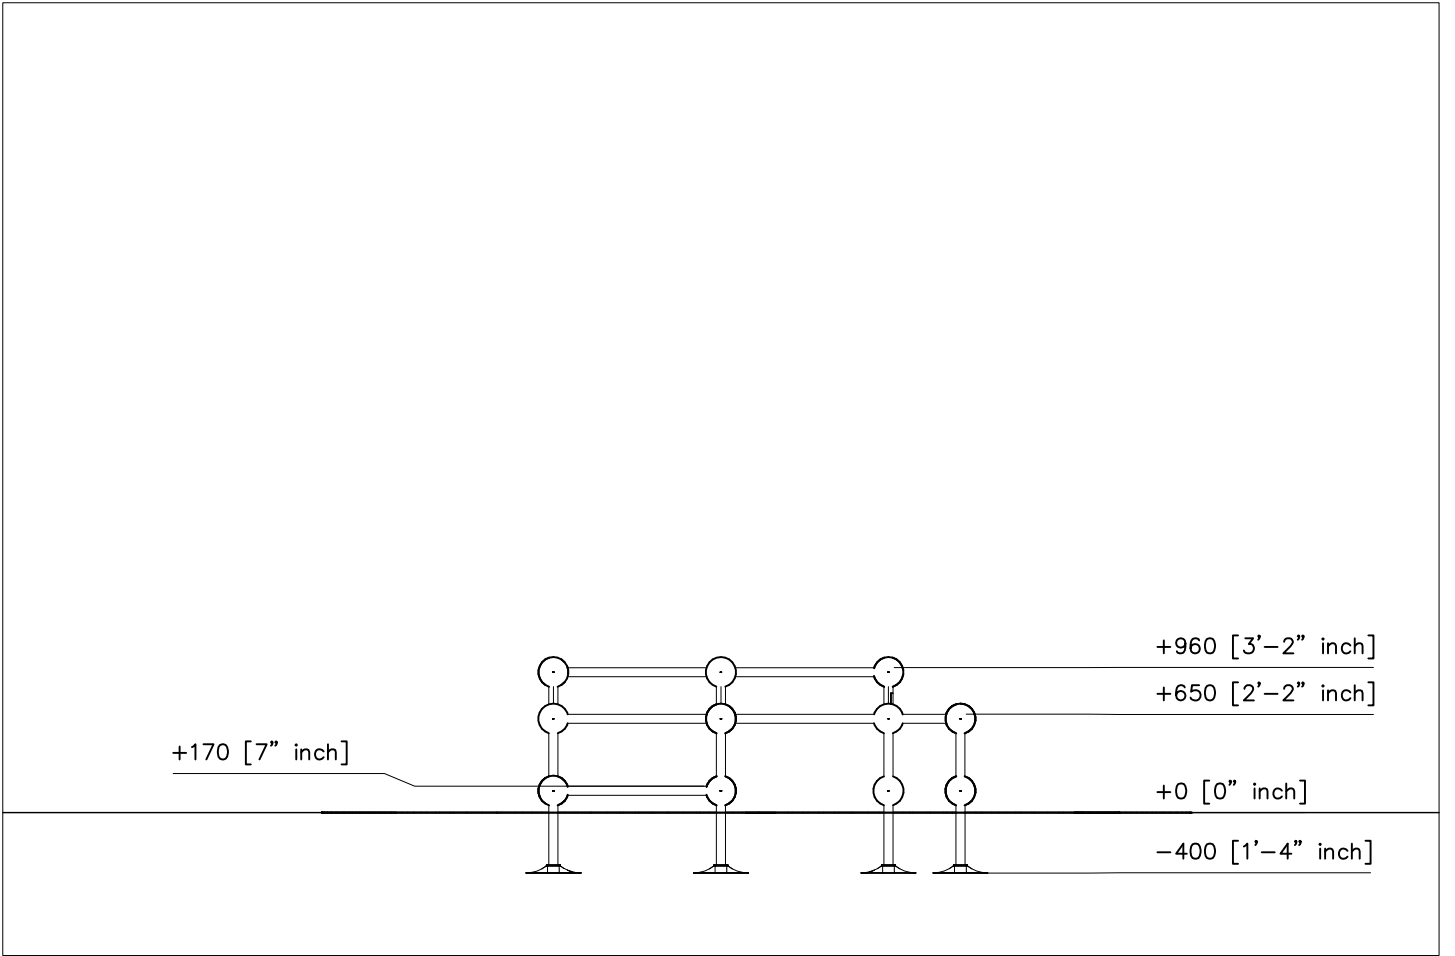 +960 [3’-2” inch]
+650 [2’-2” inch]
+170 [7” inch]
+0 [0” inch]
-400 [1’-4” inch]